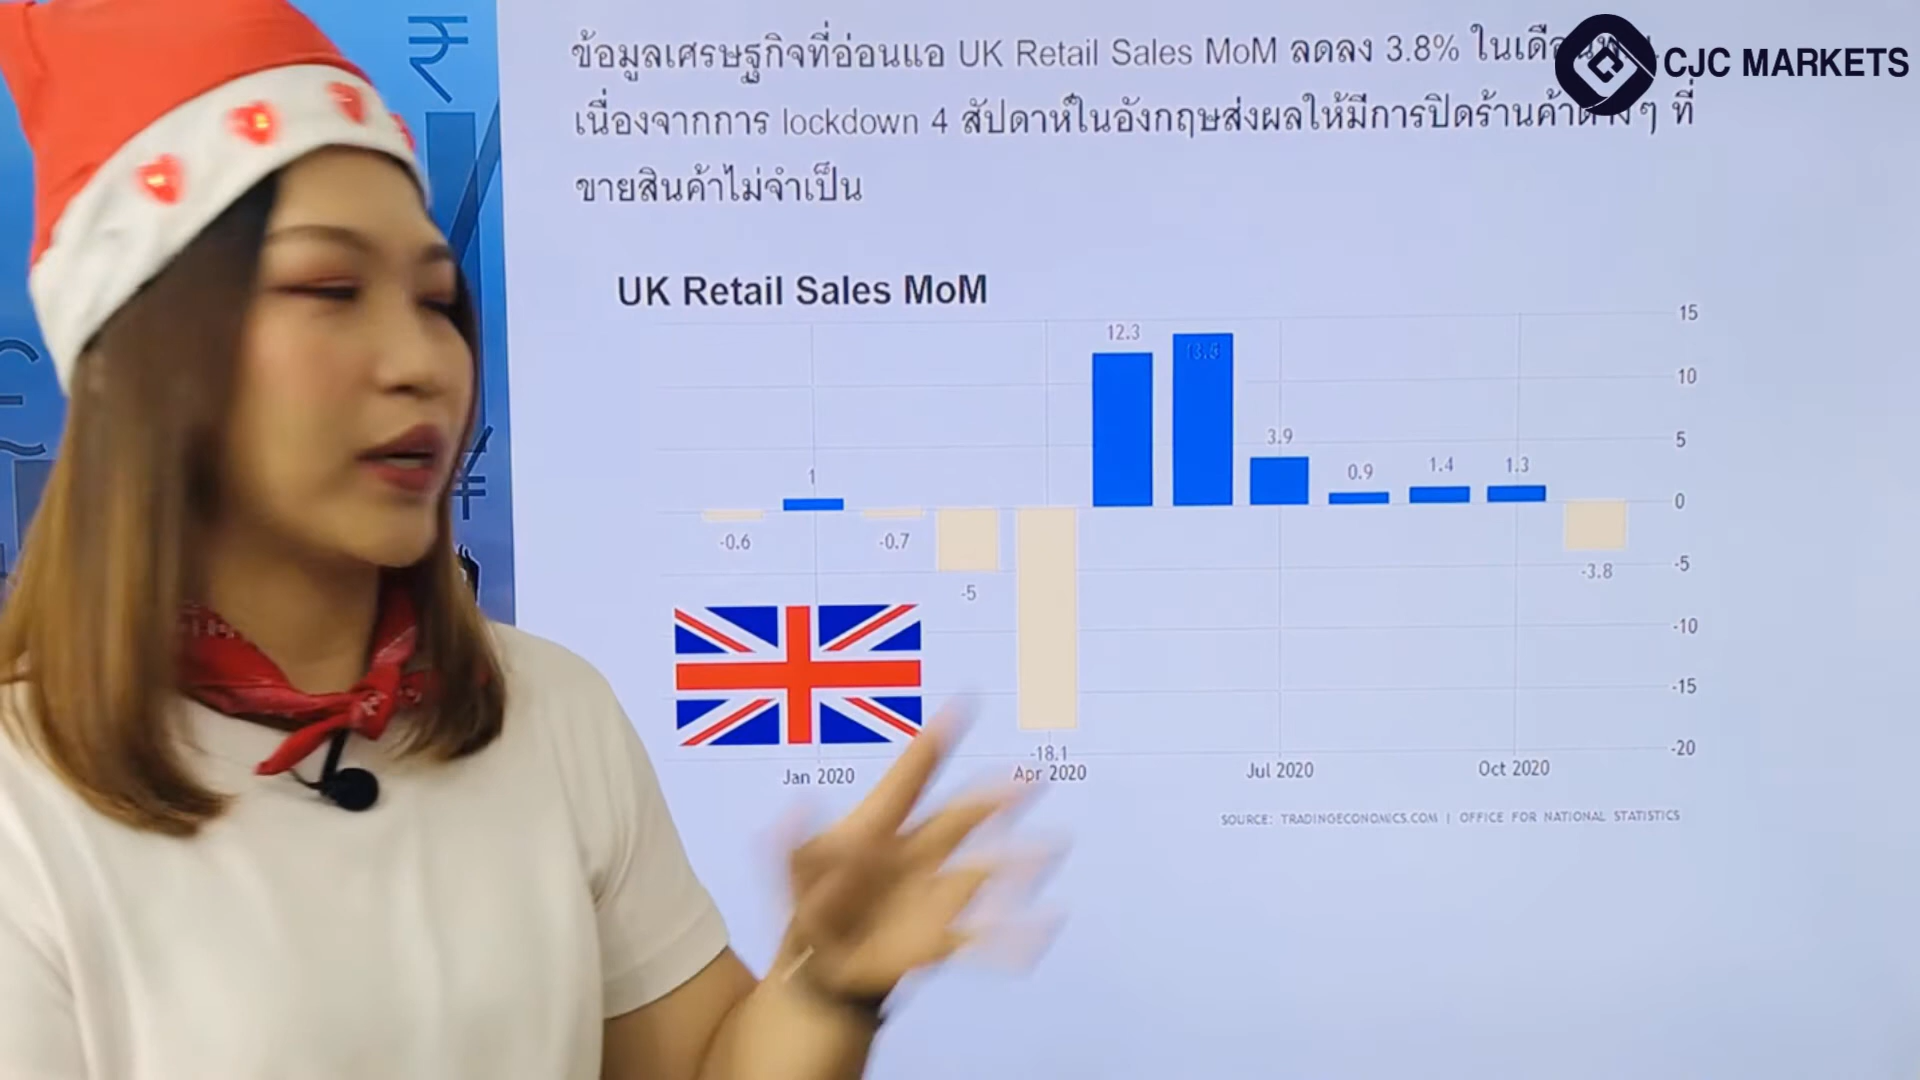 ข้อมูลเศรษฐกิจที่อ่อนแอ UK Retail Sales MoM ลดลง 3.8%
CJC MARKETS
เนื่องจากการ lockdown 4 สัปดาห์ในอังกฤษส่งผลให้มีการปิดร้านค้าต่างๆ ที่
ขายสินค้าไม่จำเป็น
UK Retail Sales MoM
15
12.3
13.5
10
5
3.9
1
0.9
1.4
1.3
0
-0.6
-0.7
-5
-3.8
-5
-10
-15
-20
-18.1
Jan 2020
Apr 2020
Jul 2020
Oct 2020
SOURCE: TRADINGECONOMICS.COM | OFFICE FOR NATIONAL STATISTICS